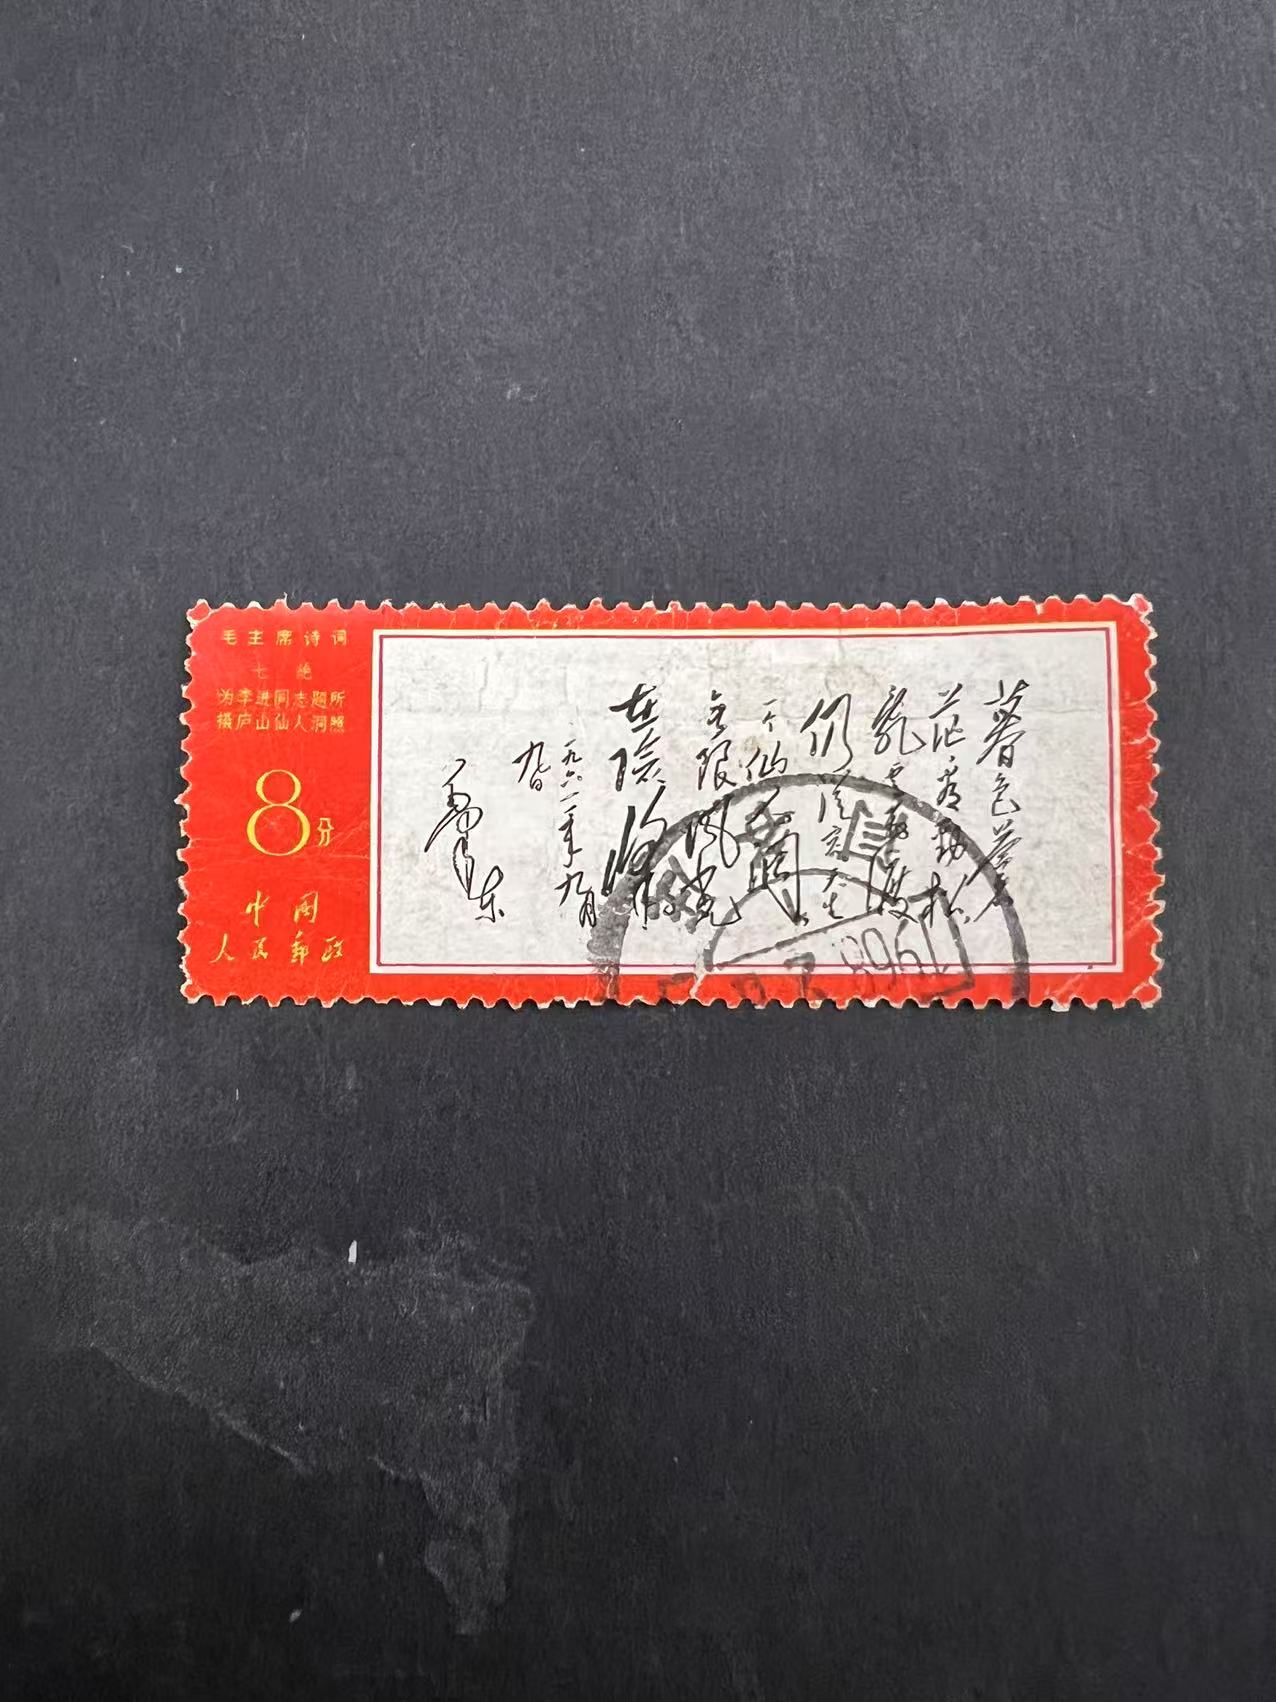 毛主席诗词
七绝
为李进同志题所
摄庐山仙人洞照
8分
中国
人民邮政
暮色苍
茫看劲松
乱云飞渡
仍从容天生
一个仙人洞
无限风光
在险峰
一九六一年九月
九日
毛泽东
1968.7